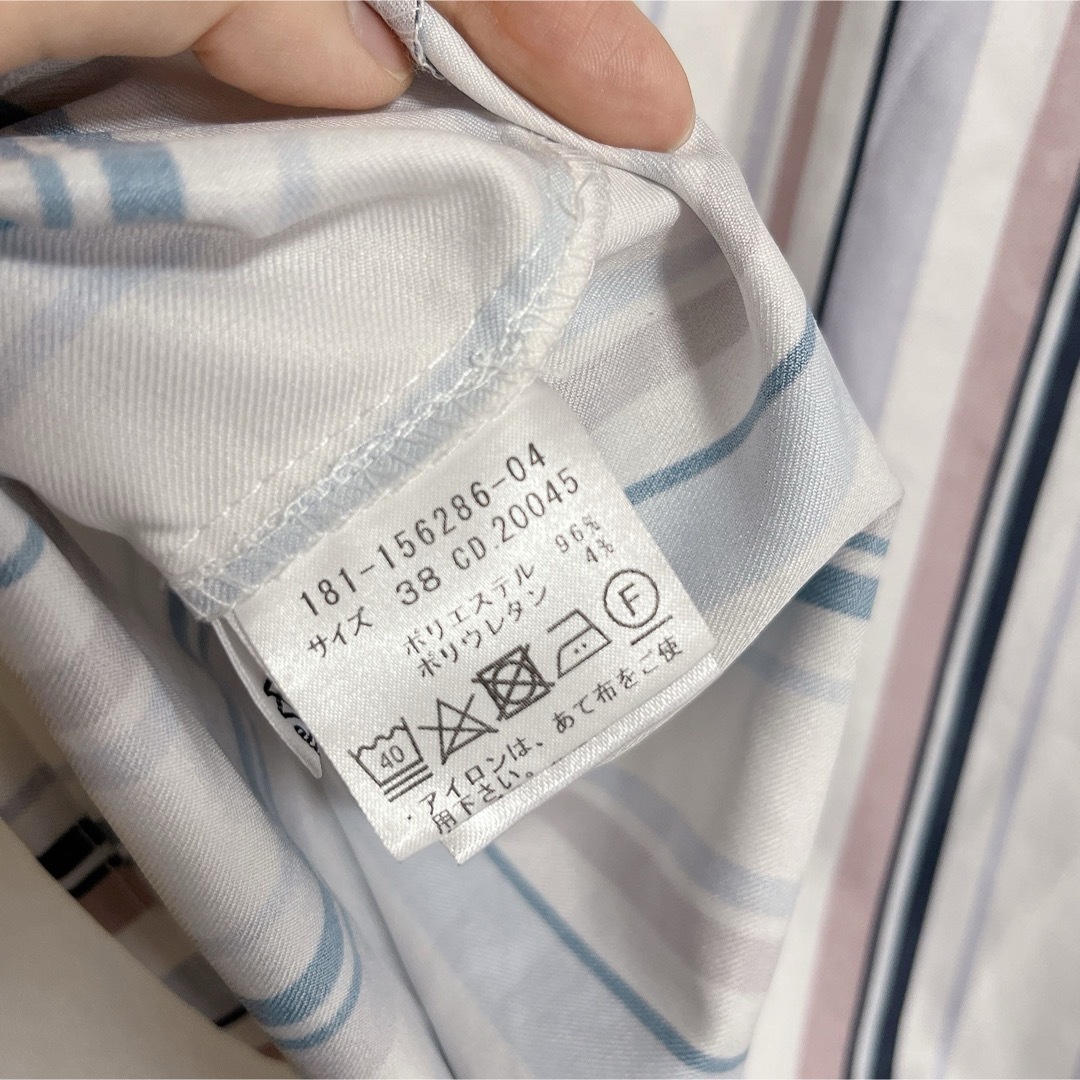 181-156286-04
サイズ 38 CD.20045
ポリエステル 96%
ポリウレタン 4%
40 F
・アイロンは、あて布をご使
用下さい。